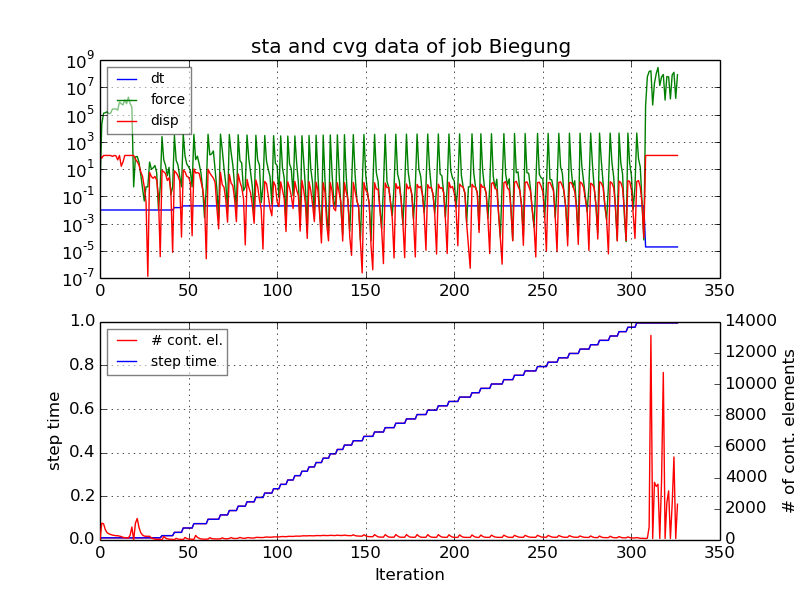 sta and cvg data of job Biegung
10^9
10^7
10^5
10^3
10^1
10^-1
10^-3
10^-5
10^-7
dt
force
disp
0 50 100 150 200 250 300 350
1.0
0.8
0.6
0.4
0.2
0.0
step time
# cont. el.
step time
14000
12000
10000
8000
6000
4000
2000
0
# of cont. elements
0 50 100 150 200 250 300 350
Iteration